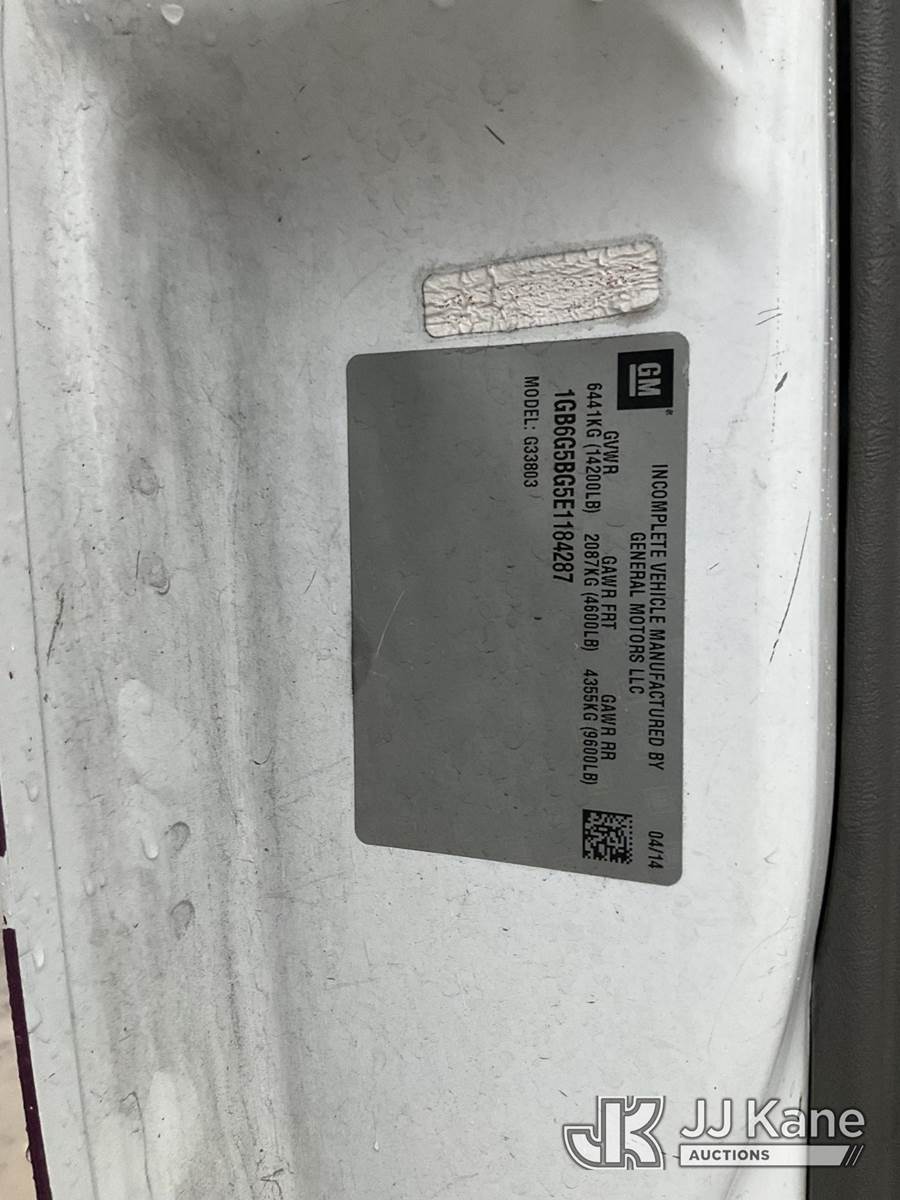 GM
®
INCOMPLETE VEHICLE MANUFACTURED BY
GENERAL MOTORS LLC
04/14
GVWR GAWR FRT GAWR RR
6441KG (14200LB) 2087KG (4600LB) 4355KG (9600LB)
1GB6G5BG5E1184287
MODEL: G33803
JK JJ Kane
AUCTIONS